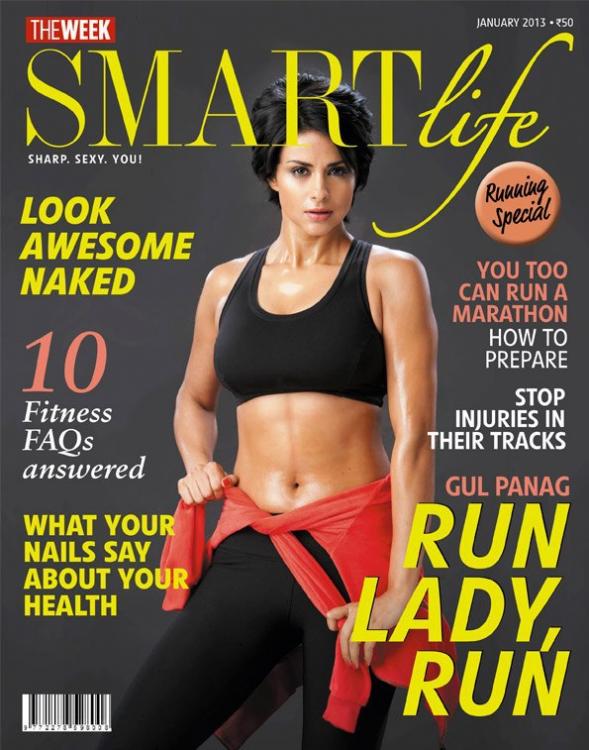 THE WEEK
JANUARY 2013 • ₹50
SMARTlife
SHARP. SEXY. YOU!
Running
Special
LOOK
AWESOME
NAKED
YOU TOO
CAN RUN A
MARATHON
HOW TO
PREPARE
10
Fitness
FAQs
answered
STOP
INJURIES IN
THEIR TRACKS
GUL PANAG
RUN
LADY,
RUN
WHAT YOUR
NAILS SAY
ABOUT YOUR
HEALTH